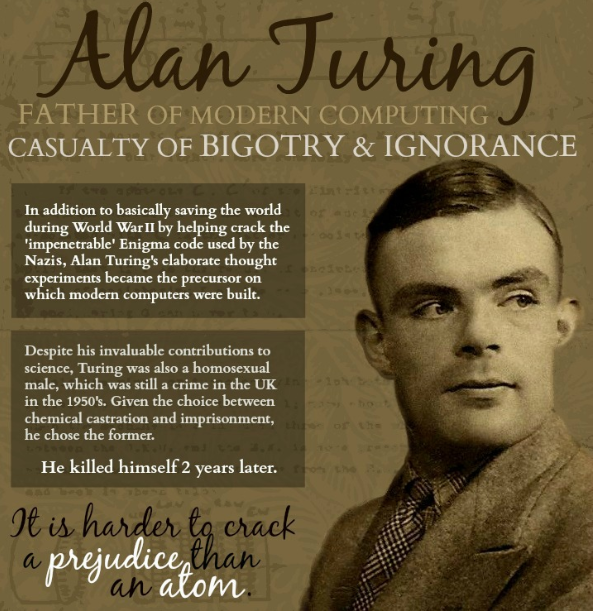 Alan Turing
FATHER OF MODERN COMPUTING
CASUALTY OF BIGOTRY & IGNORANCE
In addition to basically saving the world
during World War II by helping crack the
'impenetrable' Enigma code used by the
Nazis, Alan Turing's elaborate thought
experiments became the precursor on
which modern computers were built.
Despite his invaluable contributions to
science, Turing was also a homosexual
male, which was still a crime in the UK
in the 1950's. Given the choice between
chemical castration and imprisonment,
he chose the former.
He killed himself 2 years later.
It is harder to crack
a prejudice than
an atom.